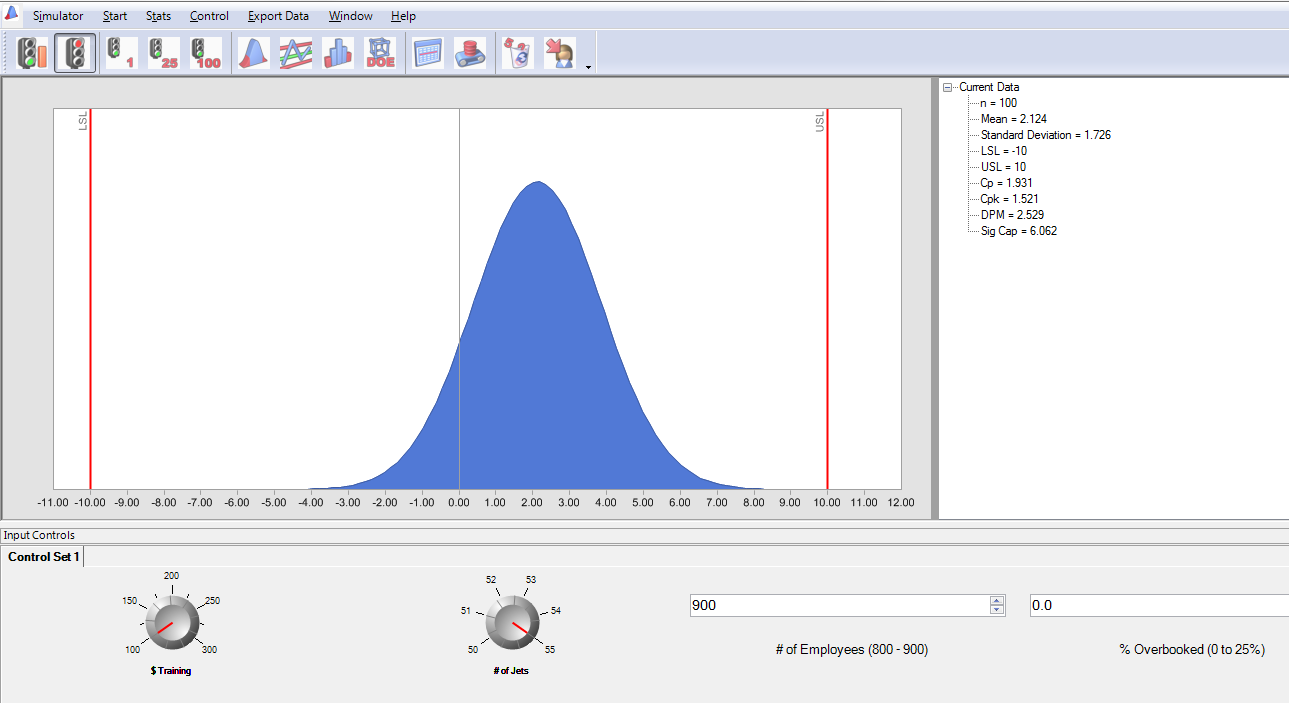 Simulator Start Stats Control Export Data Window Help
1 25 100 DOE
LSL USL
Current Data
n = 100
Mean = 2.124
Standard Deviation = 1.726
LSL = -10
USL = 10
Cp = 1.931
Cpk = 1.521
DPM = 2.529
Sig Cap = 6.062
-11.00 -10.00 -9.00 -8.00 -7.00 -6.00 -5.00 -4.00 -3.00 -2.00 -1.00 0.00 1.00 2.00 3.00 4.00 5.00 6.00 7.00 8.00 9.00 10.00 11.00 12.00
Input Controls
Control Set 1
100 150 200 250 300
$ Training
50 51 52 53 54 55
# of Jets
900
# of Employees (800 - 900)
0.0
% Overbooked (0 to 25%)